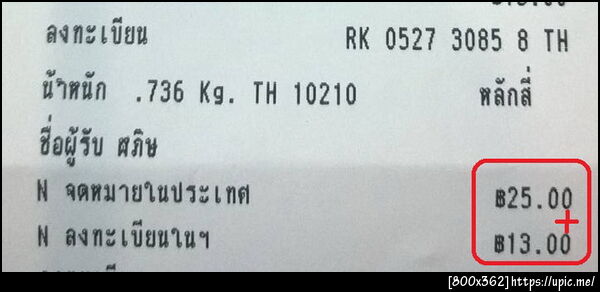 ลงทะเบียน RK 0527 3085 8 TH
น้ำหนัก .736 Kg. TH 10210 หลักสี่
ชื่อผู้รับ ศภิษ
N จดหมายในประเทศ ฿25.00
+
N ลงทะเบียนในฯ ฿13.00
[800x362]https://upic.me/